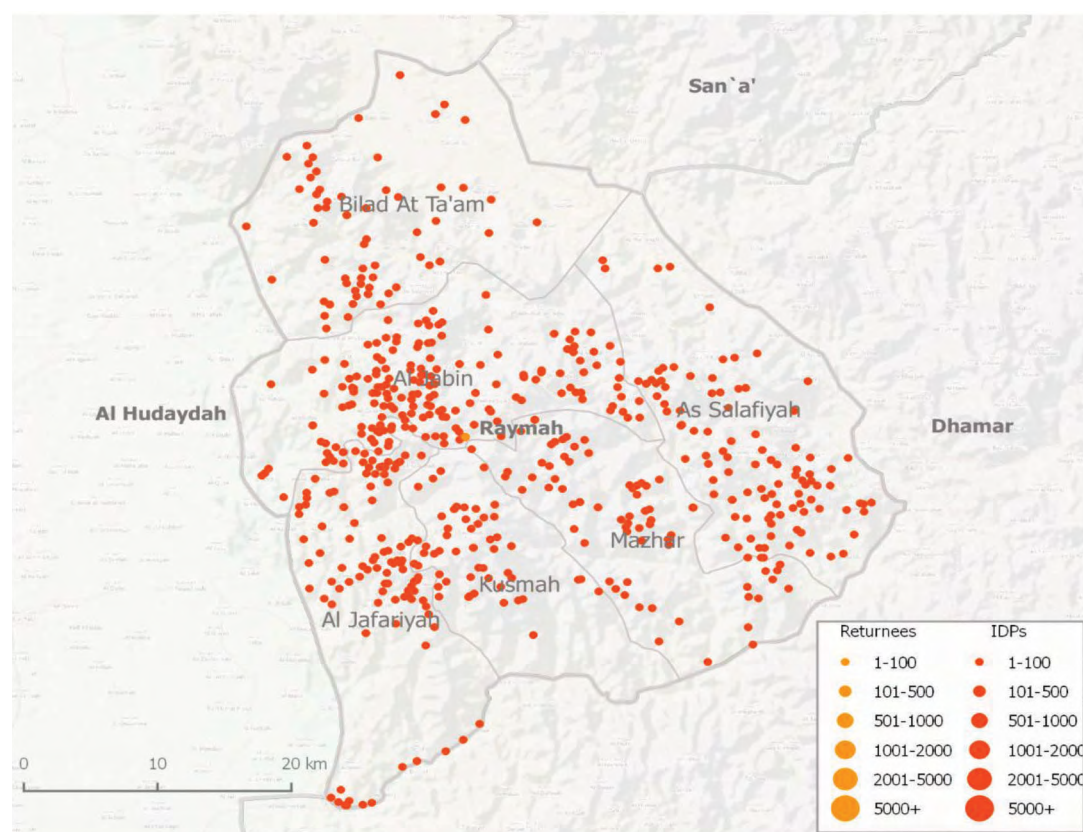 San`a'
Bilad At Ta'am
Al Jabin
Al Hudaydah
As Salafiyah
Raymah
Dhamar
Mazhar
Kusmah
Al Jafariyah
Returnees IDPs
1-100 1-100
101-500 101-500
501-1000 501-1000
1001-2000 1001-2000
2001-5000 2001-5000
5000+ 5000+
0 10 20 km